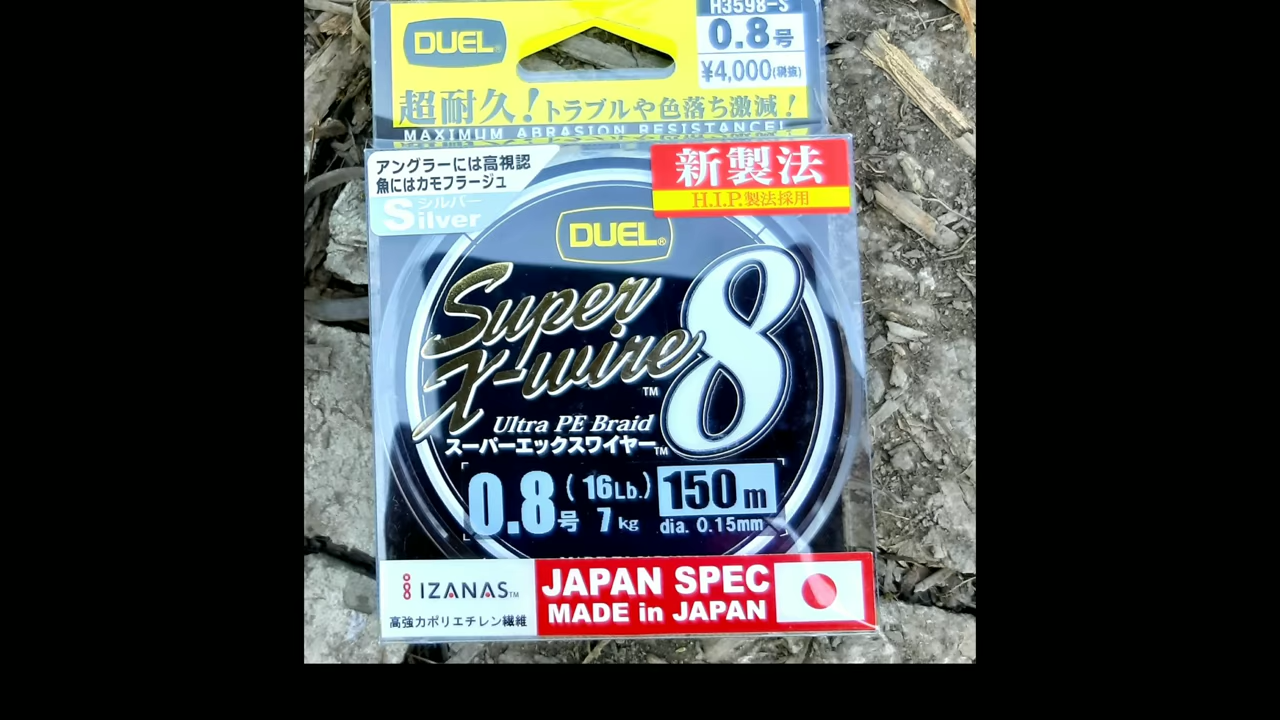 H3598-S
DUEL®
0.8号
¥4,000(税抜)
超耐久!トラブルや色落ち激減!
MAXIMUM ABRASION RESISTANCE!
アングラーには高視認
魚にはカモフラージュ
シルバー
Silver
新製法
H.I.P.製法採用
DUEL®
Super
X-wire 8
TM
Ultra PE Braid
スーパーエックスワイヤー TM
0.8号 (16Lb.) 7kg 150m
dia. 0.15mm
IZANAS TM
高強力ポリエチレン繊維
JAPAN SPEC
MADE in JAPAN